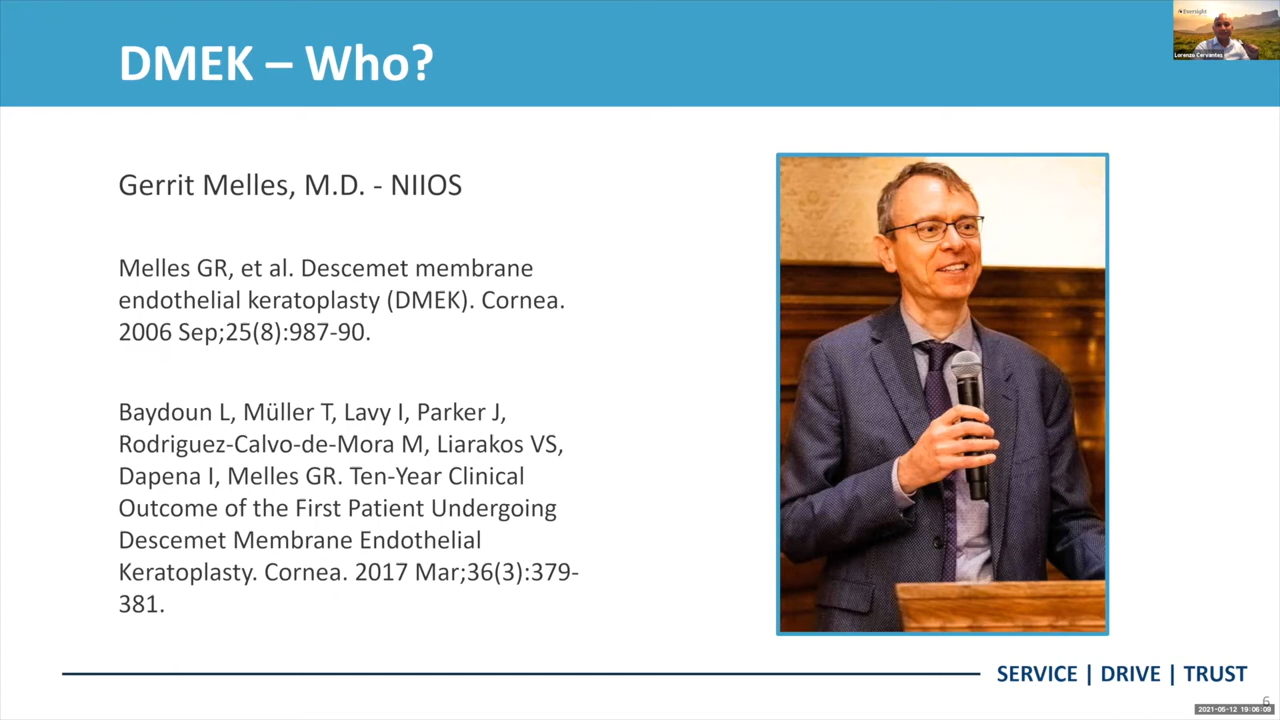 DMEK – Who?
Eversight
Lorenzo Cervantes
Gerrit Melles, M.D. - NIIOS
Melles GR, et al. Descemet membrane
endothelial keratoplasty (DMEK). Cornea.
2006 Sep;25(8):987-90.
Baydoun L, Müller T, Lavy I, Parker J,
Rodriguez-Calvo-de-Mora M, Liarakos VS,
Dapena I, Melles GR. Ten-Year Clinical
Outcome of the First Patient Undergoing
Descemet Membrane Endothelial
Keratoplasty. Cornea. 2017 Mar;36(3):379-
381.
SERVICE | DRIVE | TRUST
6
2021-05-12 19:06:09